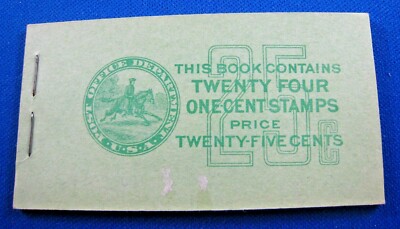 POST OFFICE DEPARTMENT
U.S.A.
25c
THIS BOOK CONTAINS
TWENTY FOUR
ONE CENT STAMPS
PRICE
TWENTY-FIVE CENTS